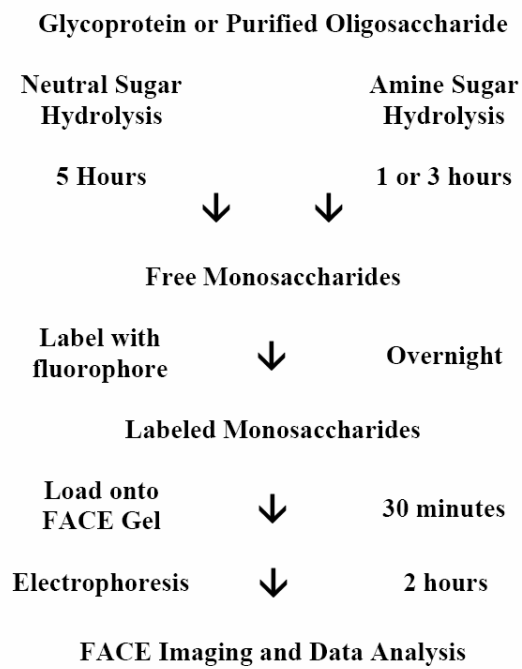 Glycoprotein or Purified Oligosaccharide
Neutral Sugar
Hydrolysis
Amine Sugar
Hydrolysis
5 Hours
1 or 3 hours
Free Monosaccharides
Label with
fluorophore
Overnight
Labeled Monosaccharides
Load onto
FACE Gel
30 minutes
Electrophoresis
2 hours
FACE Imaging and Data Analysis